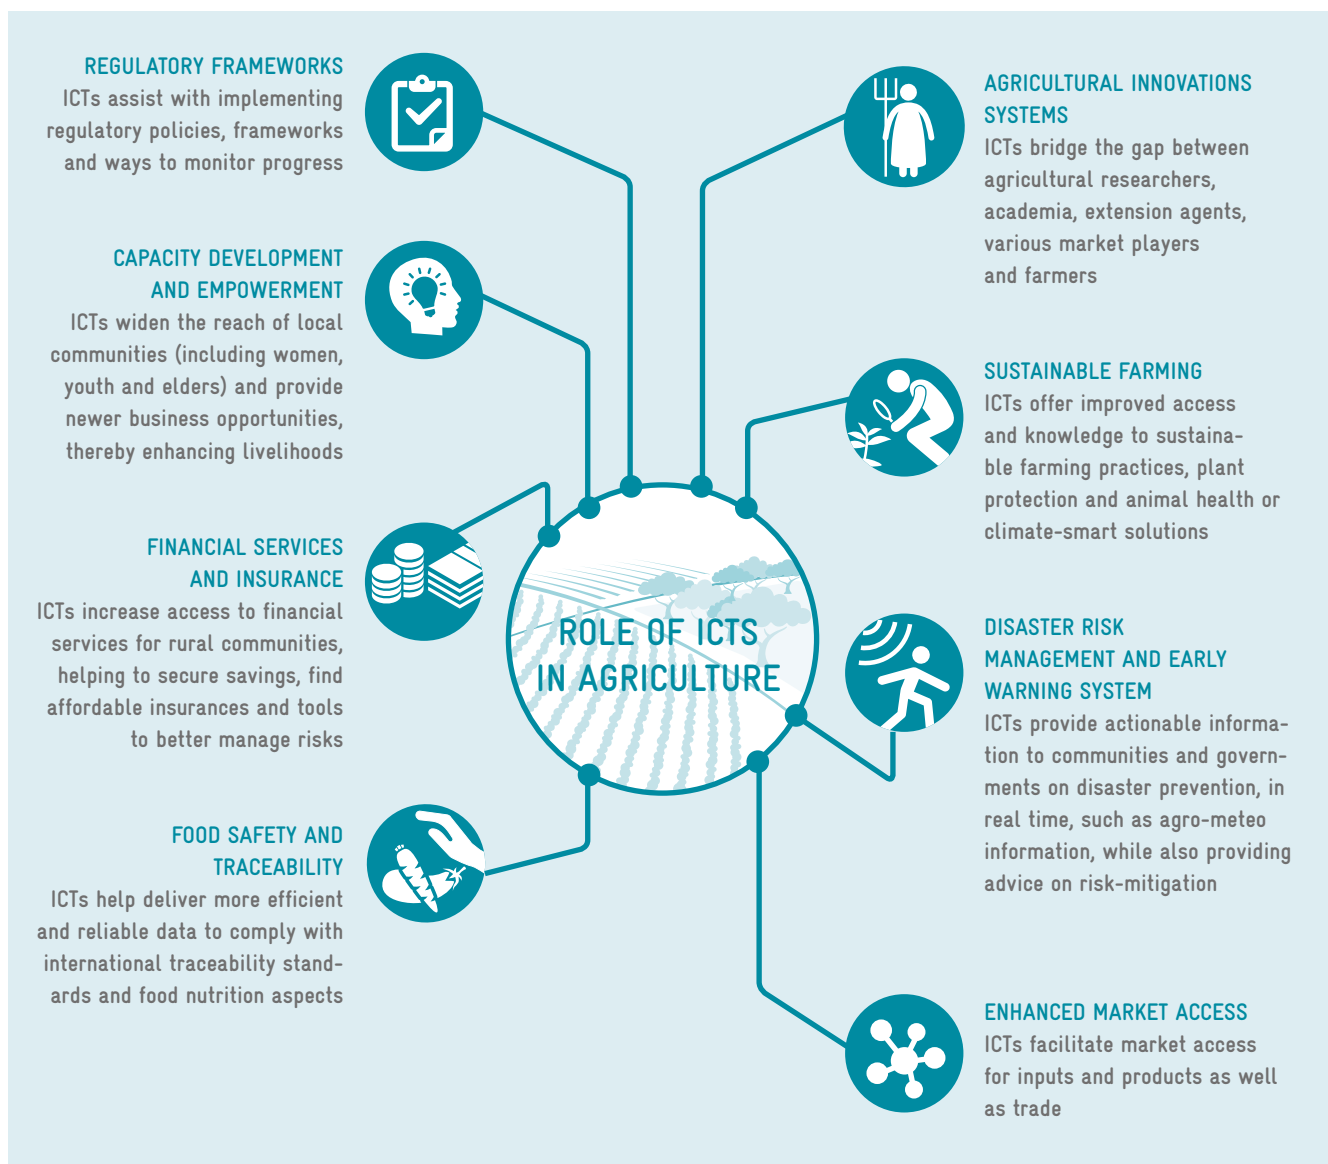 REGULATORY FRAMEWORKS
ICTs assist with implementing
regulatory policies, frameworks
and ways to monitor progress
CAPACITY DEVELOPMENT
AND EMPOWERMENT
ICTs widen the reach of local
communities (including women,
youth and elders) and provide
newer business opportunities,
thereby enhancing livelihoods
FINANCIAL SERVICES
AND INSURANCE
ICTs increase access to financial
services for rural communities,
helping to secure savings, find
affordable insurances and tools
to better manage risks
FOOD SAFETY AND
TRACEABILITY
ICTs help deliver more efficient
and reliable data to comply with
international traceability stand-
ards and food nutrition aspects
ROLE OF ICTS
IN AGRICULTURE
AGRICULTURAL INNOVATIONS
SYSTEMS
ICTs bridge the gap between
agricultural researchers,
academia, extension agents,
various market players
and farmers
SUSTAINABLE FARMING
ICTs offer improved access
and knowledge to sustaina-
ble farming practices, plant
protection and animal health or
climate-smart solutions
DISASTER RISK
MANAGEMENT AND EARLY
WARNING SYSTEM
ICTs provide actionable informa-
tion to communities and govern-
ments on disaster prevention, in
real time, such as agro-meteo
information, while also providing
advice on risk-mitigation
ENHANCED MARKET ACCESS
ICTs facilitate market access
for inputs and products as well
as trade